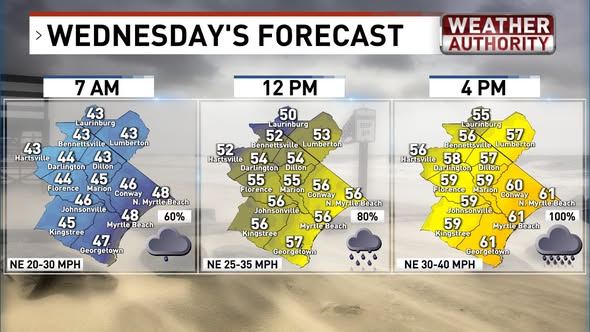 WEDNESDAY'S FORECAST
WEATHER
AUTHORITY
7 AM
43
Laurinburg
43
Bennettsville
43
Lumberton
43
Hartsville
44
Darlington
43
Dillon
44
Florence
45
Marion
46
Conway
48
N. Myrtle Beach
46
Johnsonville
48
Myrtle Beach
45
Kingstree
47
Georgetown
60%
NE 20-30 MPH
12 PM
50
Laurinburg
52
Bennettsville
53
Lumberton
52
Hartsville
54
Darlington
54
Dillon
55
Florence
55
Marion
56
Conway
56
N. Myrtle Beach
56
Johnsonville
56
Myrtle Beach
56
Kingstree
57
Georgetown
80%
NE 25-35 MPH
4 PM
55
Laurinburg
56
Bennettsville
57
Lumberton
56
Hartsville
58
Darlington
57
Dillon
59
Florence
59
Marion
60
Conway
61
N. Myrtle Beach
59
Johnsonville
61
Myrtle Beach
59
Kingstree
61
Georgetown
100%
NE 30-40 MPH